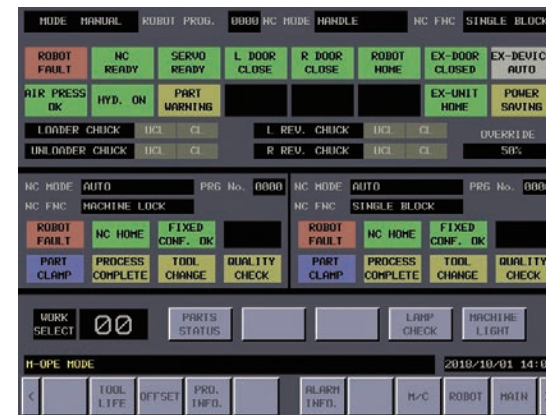 MODE MANUAL ROBOT PROG. 0000 NC MODE HANDLE NC FNC SINGLE BLOCK
ROBOT FAULT NC READY SERVO READY L DOOR CLOSE R DOOR CLOSE ROBOT HOME EX-DOOR CLOSED EX-DEVIC AUTO
AIR PRESS OK HYD. ON PART WARNING EX-UNIT HOME POWER SAVING
LOADER CHUCK UCL CL L REV. CHUCK UCL CL OVERRIDE
UNLOADER CHUCK UCL CL R REV. CHUCK UCL CL 50%
NC MODE AUTO PRG No. 0000 NC MODE AUTO PRG No. 000
NC FNC MACHINE LOCK NC FNC SINGLE BLOCK
ROBOT FAULT NC HOME FIXED CONF. OK ROBOT FAULT NC HOME FIXED CONF. OK
PART CLAMP PROCESS COMPLETE TOOL CHANGE QUALITY CHECK PART CLAMP PROCESS COMPLETE TOOL CHANGE QUALITY CHECK
WORK SELECT 00 PARTS STATUS LAMP CHECK MACHINE LIGHT
M-OPE MODE 2018/10/01 14:0
< TOOL LIFE OFFSET PRO. INFO. ALARM INFO. M/C ROBOT MAIN